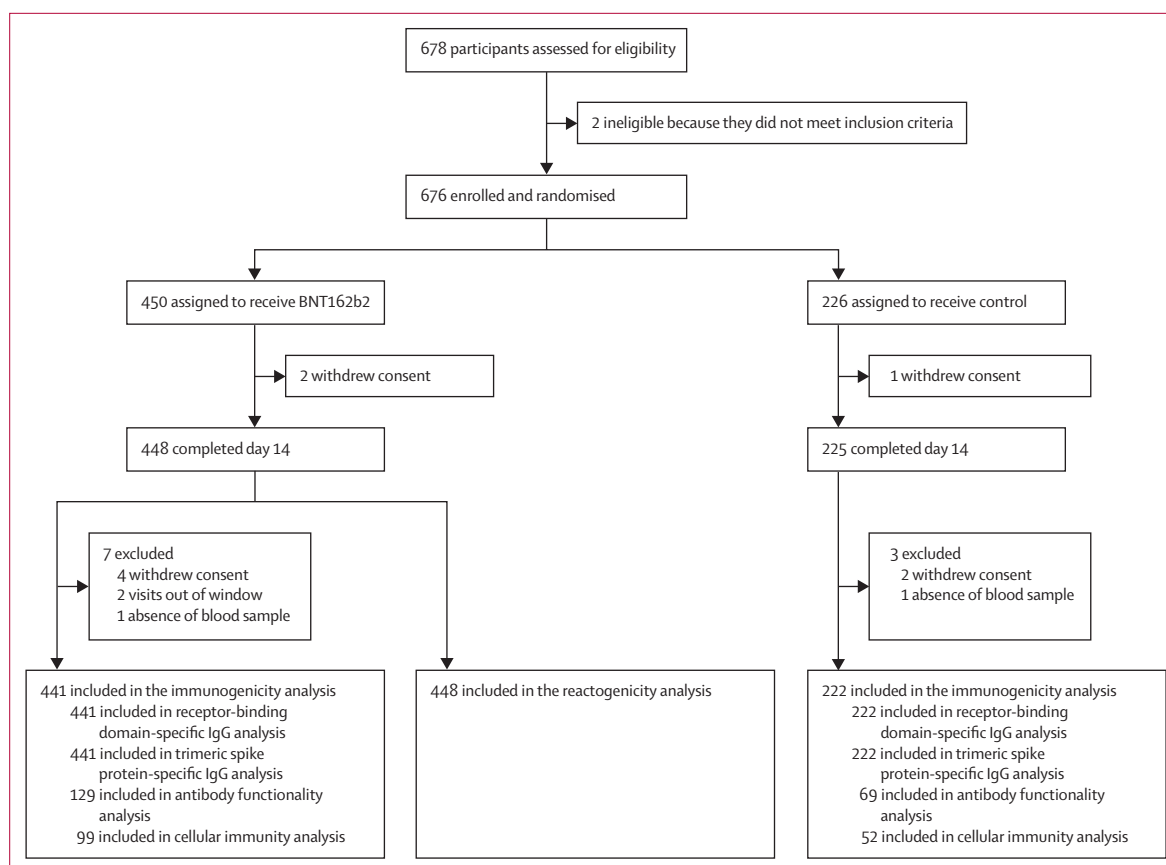 678 participants assessed for eligibility
2 ineligible because they did not meet inclusion criteria
676 enrolled and randomised
450 assigned to receive BNT162b2
226 assigned to receive control
2 withdrew consent
1 withdrew consent
448 completed day 14
225 completed day 14
7 excluded
4 withdrew consent
2 visits out of window
1 absence of blood sample
3 excluded
2 withdrew consent
1 absence of blood sample
441 included in the immunogenicity analysis
441 included in receptor-binding
domain-specific IgG analysis
441 included in trimeric spike
protein-specific IgG analysis
129 included in antibody functionality
analysis
99 included in cellular immunity analysis
448 included in the reactogenicity analysis
222 included in the immunogenicity analysis
222 included in receptor-binding
domain-specific IgG analysis
222 included in trimeric spike
protein-specific IgG analysis
69 included in antibody functionality
analysis
52 included in cellular immunity analysis